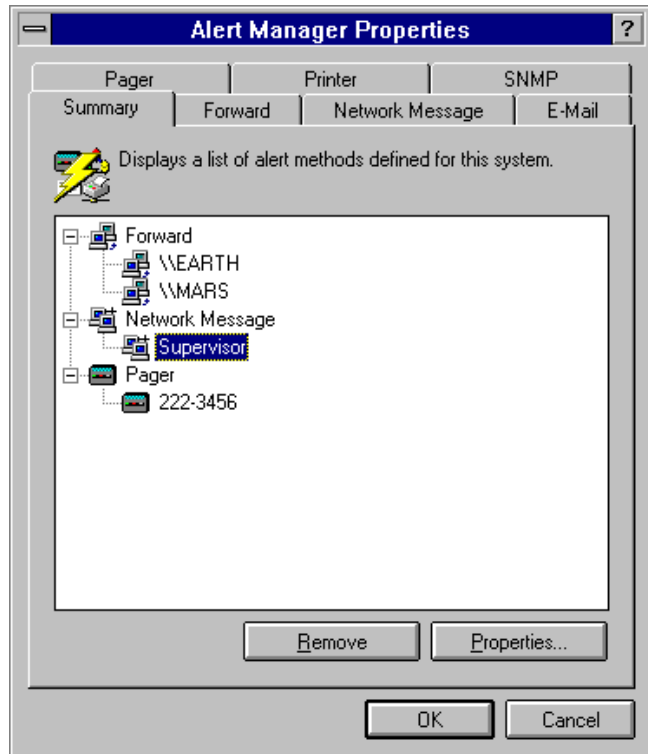 Alert Manager Properties
?
Pager Printer SNMP
Summary Forward Network Message E-Mail
Displays a list of alert methods defined for this system.
Forward
\\EARTH
\\MARS
Network Message
Supervisor
Pager
222-3456
Remove Properties...
OK Cancel